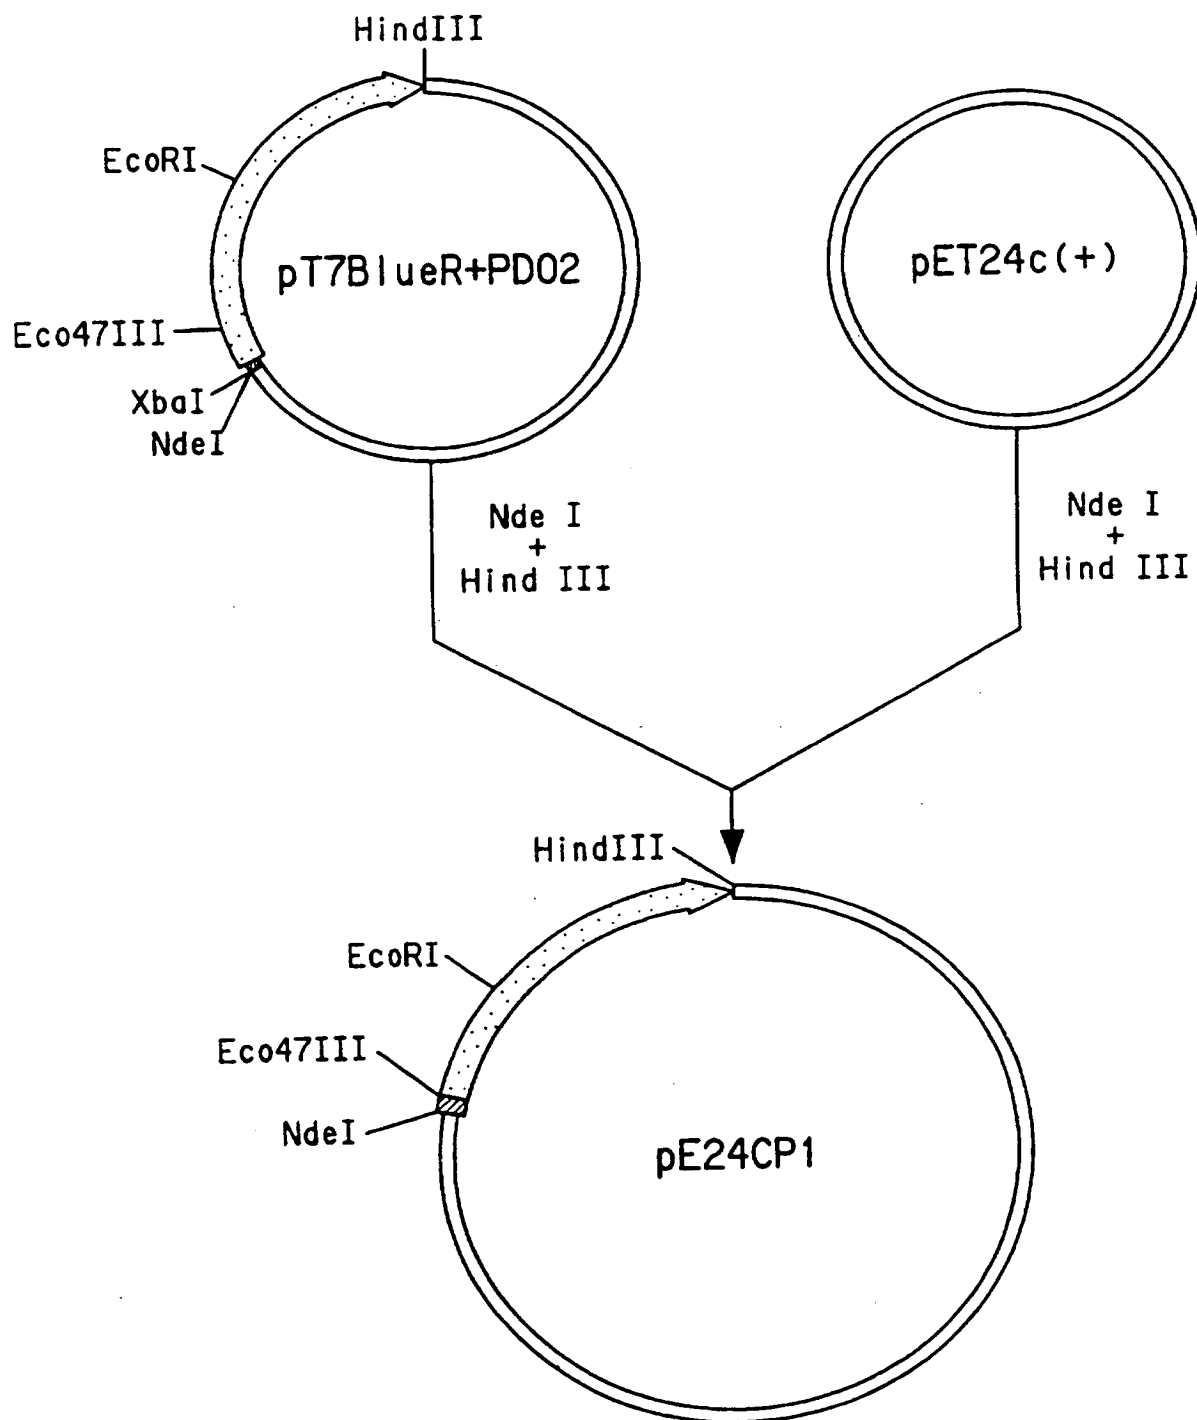 HindIII
EcoRI
pT7BlueR+PD02
pET24c(+)
Eco47III
XbaI
NdeI
Nde I
+
Hind III
Nde I
+
Hind III
HindIII
EcoRI
Eco47III
NdeI
pE24CP1